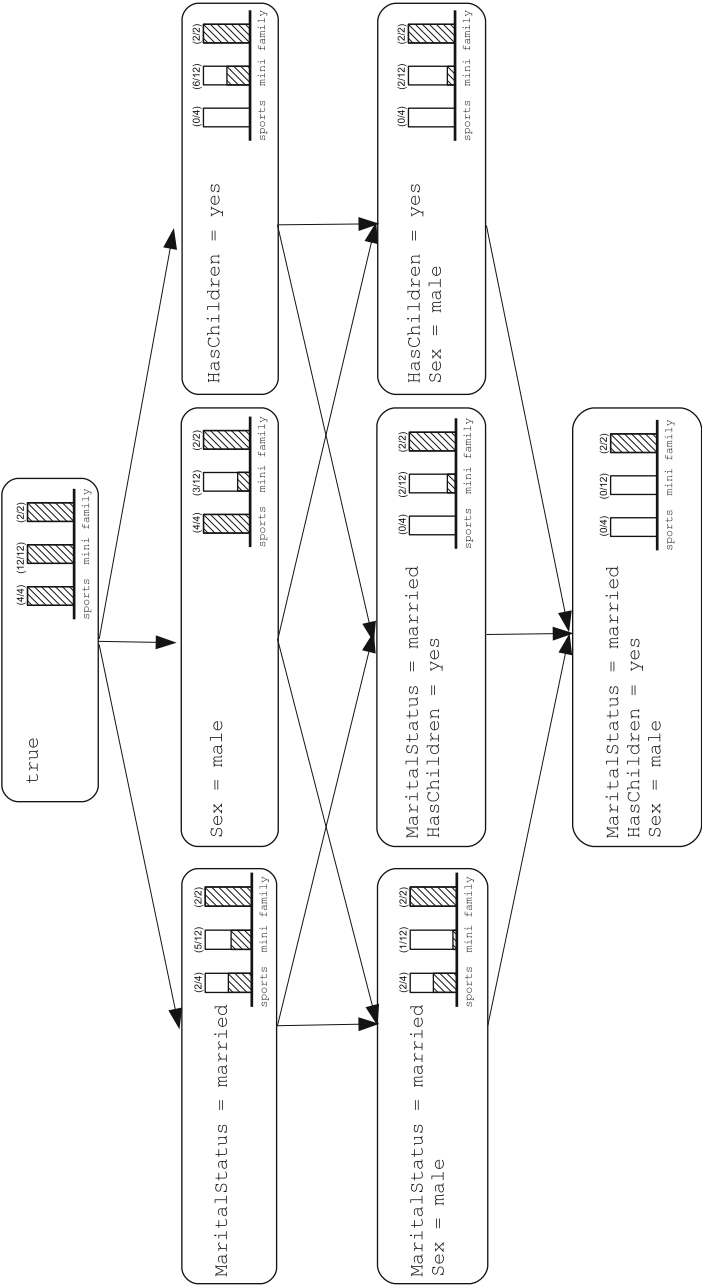 true
(4/4) (12/12) (2/2)
sports mini family
MaritalStatus = married
(2/4) (5/12) (2/2)
sports mini family
Sex = male
(4/4) (3/12) (2/2)
sports mini family
HasChildren = yes
(0/4) (6/12) (2/2)
sports mini family
MaritalStatus = married
Sex = male
(2/4) (1/12) (2/2)
sports mini family
MaritalStatus = married
HasChildren = yes
(0/4) (2/12) (2/2)
sports mini family
HasChildren = yes
Sex = male
(0/4) (2/12) (2/2)
sports mini family
MaritalStatus = married
HasChildren = yes
Sex = male
(0/4) (0/12) (2/2)
sports mini family